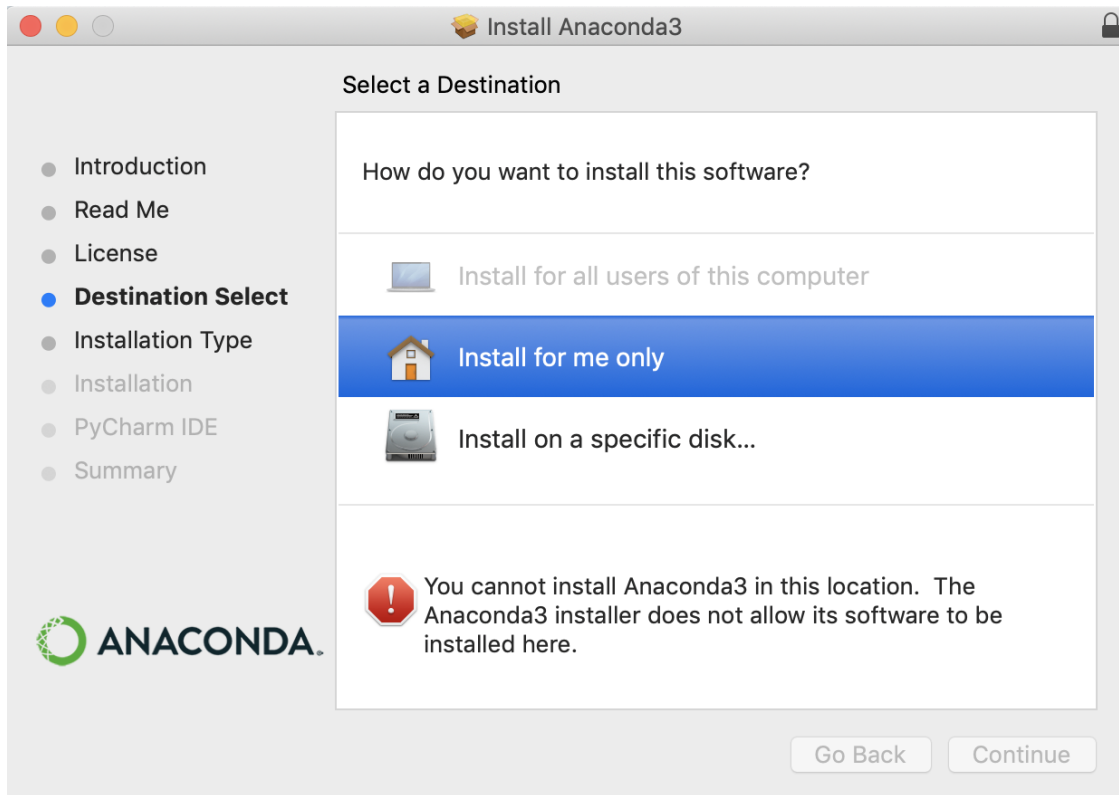 Install Anaconda3
Select a Destination
Introduction
Read Me
License
Destination Select
Installation Type
Installation
PyCharm IDE
Summary
ANACONDA.
How do you want to install this software?
Install for all users of this computer
Install for me only
Install on a specific disk...
You cannot install Anaconda3 in this location.  The
Anaconda3 installer does not allow its software to be
installed here.
Go Back
Continue